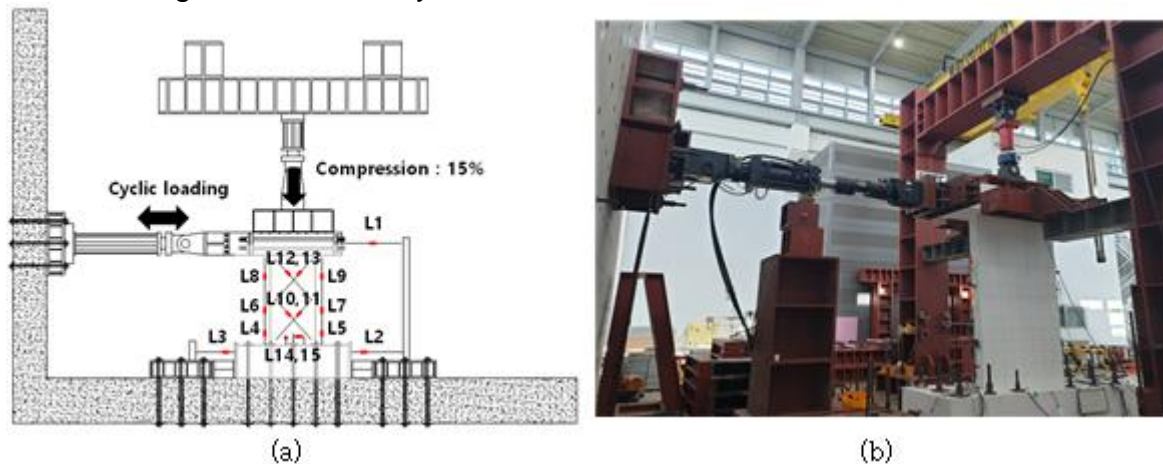 Compression : 15%
Cyclic loading
L1
L12, 13
L8 L9
L10, 11
L6 L7
L4 L5
L3 L2
L14, 15
(a) (b)